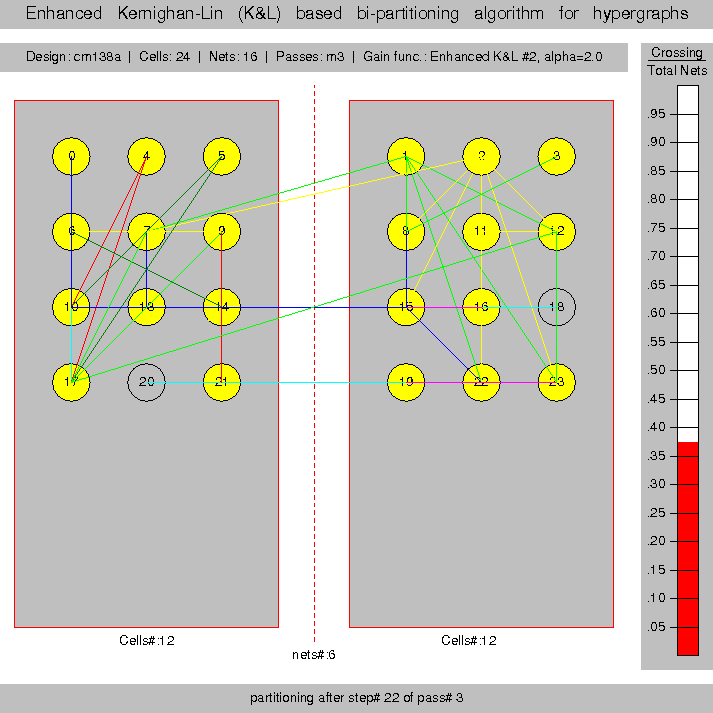 Enhanced Kernighan-Lin (K&L) based bi-partitioning algorithm for hypergraphs
Design: cm138a | Cells: 24 | Nets: 16 | Passes: m3 | Gain func.: Enhanced K&L #2, alpha=2.0
Crossing
Total Nets
.95
.90
.85
.80
.75
.70
.65
.60
.55
.50
.45
.40
.35
.30
.25
.20
.15
.10
.05
0 4 5 1 2 3
6 7 9 8 11 12
10 13 14 15 16 18
17 20 21 19 22 23
Cells#:12 Cells#:12
nets#:6
partitioning after step# 22 of pass# 3